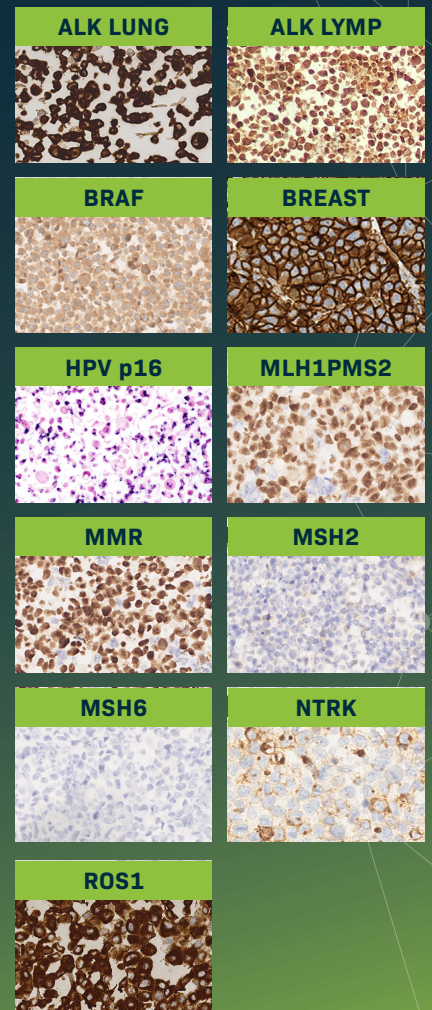 ALK LUNG
ALK LYMP
BRAF
BREAST
HPV p16
MLH1PMS2
MMR
MSH2
MSH6
NTRK
ROS1